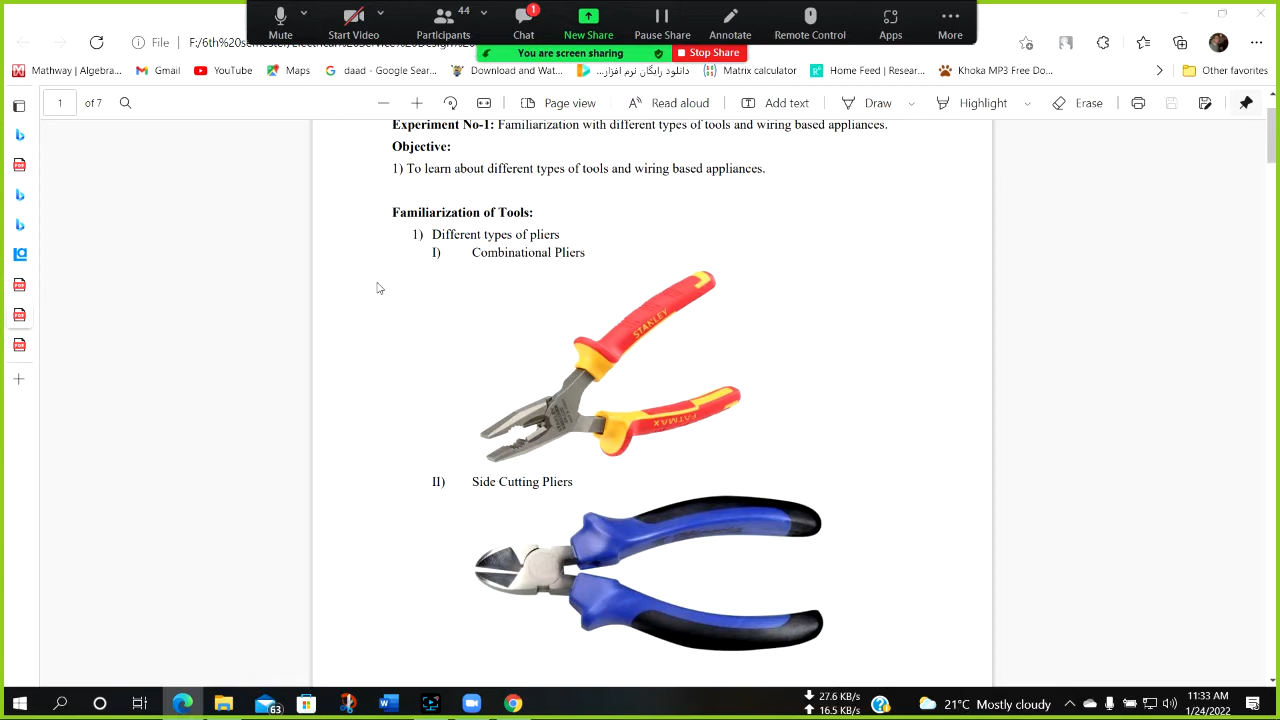 44
1
Mute
Start Video
Participants
Chat
New Share
Pause Share
Annotate
Remote Control
Apps
More
You are screen sharing
Stop Share
File
Mathway | Algebra...
Gmail
YouTube
Maps
daad - Google Sear...
Download and Wat...
دانلود رایگان نرم افزار...
Matrix calculator
Home Feed | Resear...
Khoka MP3 Free Do...
Other favorites
1
of 7
Page view
Read aloud
Add text
Draw
Highlight
Erase
Experiment No-1: Familiarization with different types of tools and wiring based appliances.
Objective:
1) To learn about different types of tools and wiring based appliances.
Familiarization of Tools:
1) Different types of pliers
I) Combinational Pliers
STANLEY
FATMAX
II) Side Cutting Pliers
63
27.6 KB/s
16.5 KB/s
21°C Mostly cloudy
11:33 AM
1/24/2022